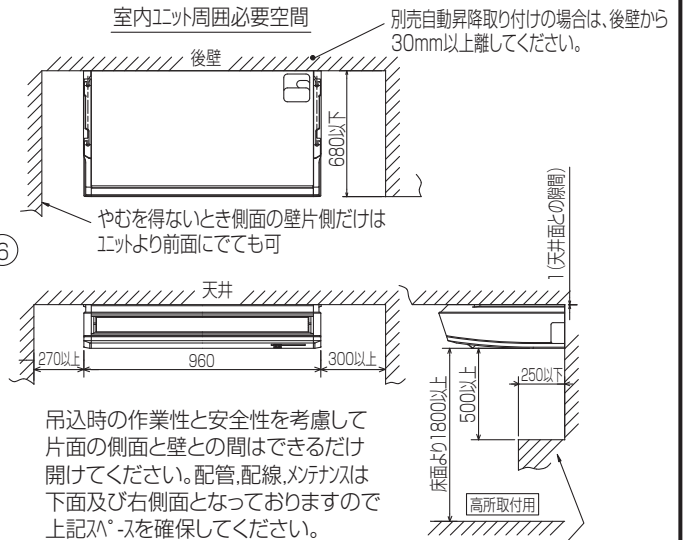 室内ユニット周囲必要空間
別売自動昇降取り付けの場合は、後壁から
30mm以上離してください。
後壁
680以下
やむを得ないとき側面の壁片側だけは
ユニットより前面にでても可
6
天井
1(天井面との隙間)
270以上
960
300以上
250以下
500以上
床面より1800以上
高所取付用
吊込時の作業性と安全性を考慮して
片面の側面と壁との間はできるだけ
開けてください。配管,配線,メンテナンスは
下面及び右側面となっておりますので
上記スペースを確保してください。